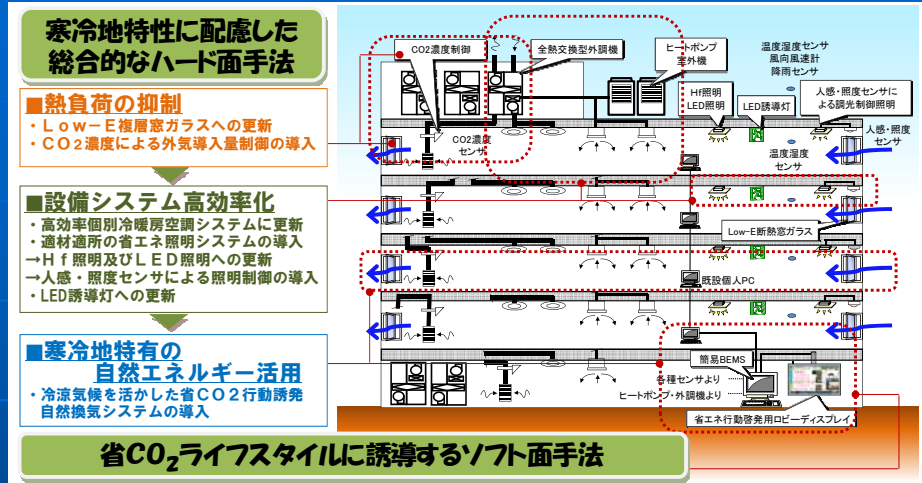 寒冷地特性に配慮した
総合的なハード面手法
■熱負荷の抑制
・Ｌｏｗ－Ｅ複層窓ガラスへの更新
・ＣＯ２濃度による外気導入量制御の導入
■設備システム高効率化
・高効率個別冷暖房空調システムに更新
・適材適所の省エネ照明システムの導入
→Ｈｆ照明及びＬＥＤ照明への更新
→人感・照度センサによる照明制御の導入
・LED誘導灯への更新
■寒冷地特有の
自然エネルギー活用
・冷涼気候を活かした省ＣＯ２行動誘発
自然換気システムの導入
省CO₂ライフスタイルに誘導するソフト面手法
CO2濃度制御
全熱交換型外調機
ヒートポンプ
室外機
温度湿度センサ
風向風速計
降雨センサ
Hf照明
LED照明
LED誘導灯
人感・照度センサに
よる調光制御照明
人感・照度
センサ
CO2濃度
センサ
温度湿度
センサ
Low-E断熱窓ガラス
既設個人PC
簡易BEMS
各種センサより
ヒートポンプ・外調機より
省エネ行動啓発用ロビーディスプレイ